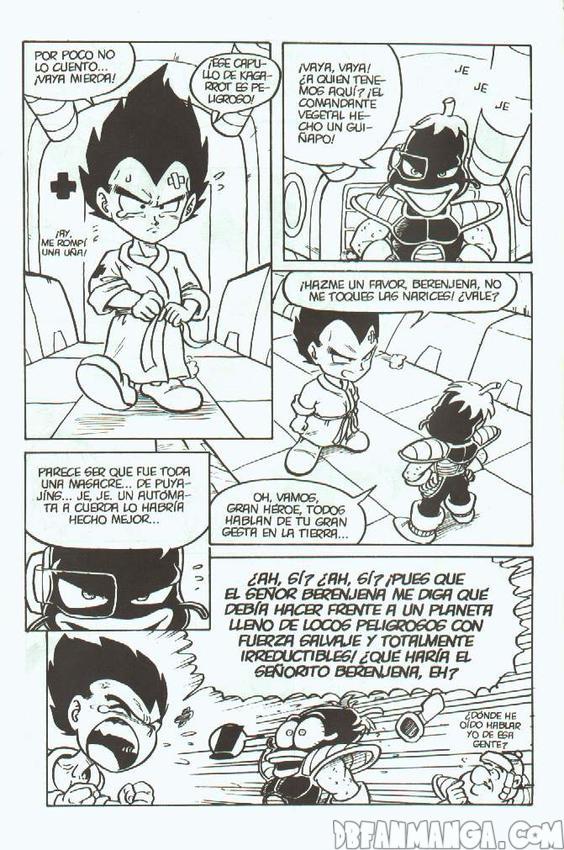 POR POCO NO
LO CUENTO...
¡VAYA MIERDA!
¡ESE CAPU-
LLO DE KAGA-
RROT ES PE-
LIGROSO!
¡AY,
ME ROMPÍ
UNA UÑA!
¡VAYA, VAYA!
¿A QUIEN TENE-
MOS AQUÍ? ¡EL
COMANDANTE
VEGETAL HE-
CHO UN GUI-
ÑAPO!
JE
JE
JE
¡HAZME UN FAVOR, BERENJENA, NO
ME TOQUES LAS NARICES! ¿VALE?
OH, VAMOS,
GRAN HÉROE, TODOS
HABLAN DE TU GRAN
GESTA EN LA TIERRA...
PARECE SER QUE FUE TODA
UNA MASACRE... DE PUYA-
JÍNGS... JE, JE. UN AUTÓMA-
TA A CUERDA LO HABRÍA
HECHO MEJOR...
¿AH, SÍ? ¿AH, SÍ? ¡PUES QUE
EL SEÑOR BERENJENA ME DIGA QUÉ
DEBÍA HACER FRENTE A UN PLANETA
LLENO DE LOCOS PELIGROSOS CON
FUERZA SALVAJE Y TOTALMENTE
IRREDUCTIBLES! ¿QUÉ HARÍA EL
SEÑORITO BERENJENA, EH?
¿DÓNDE HE
OÍDO HABLAR
YO DE ESA
GENTE?
DBFANMANGA.COM